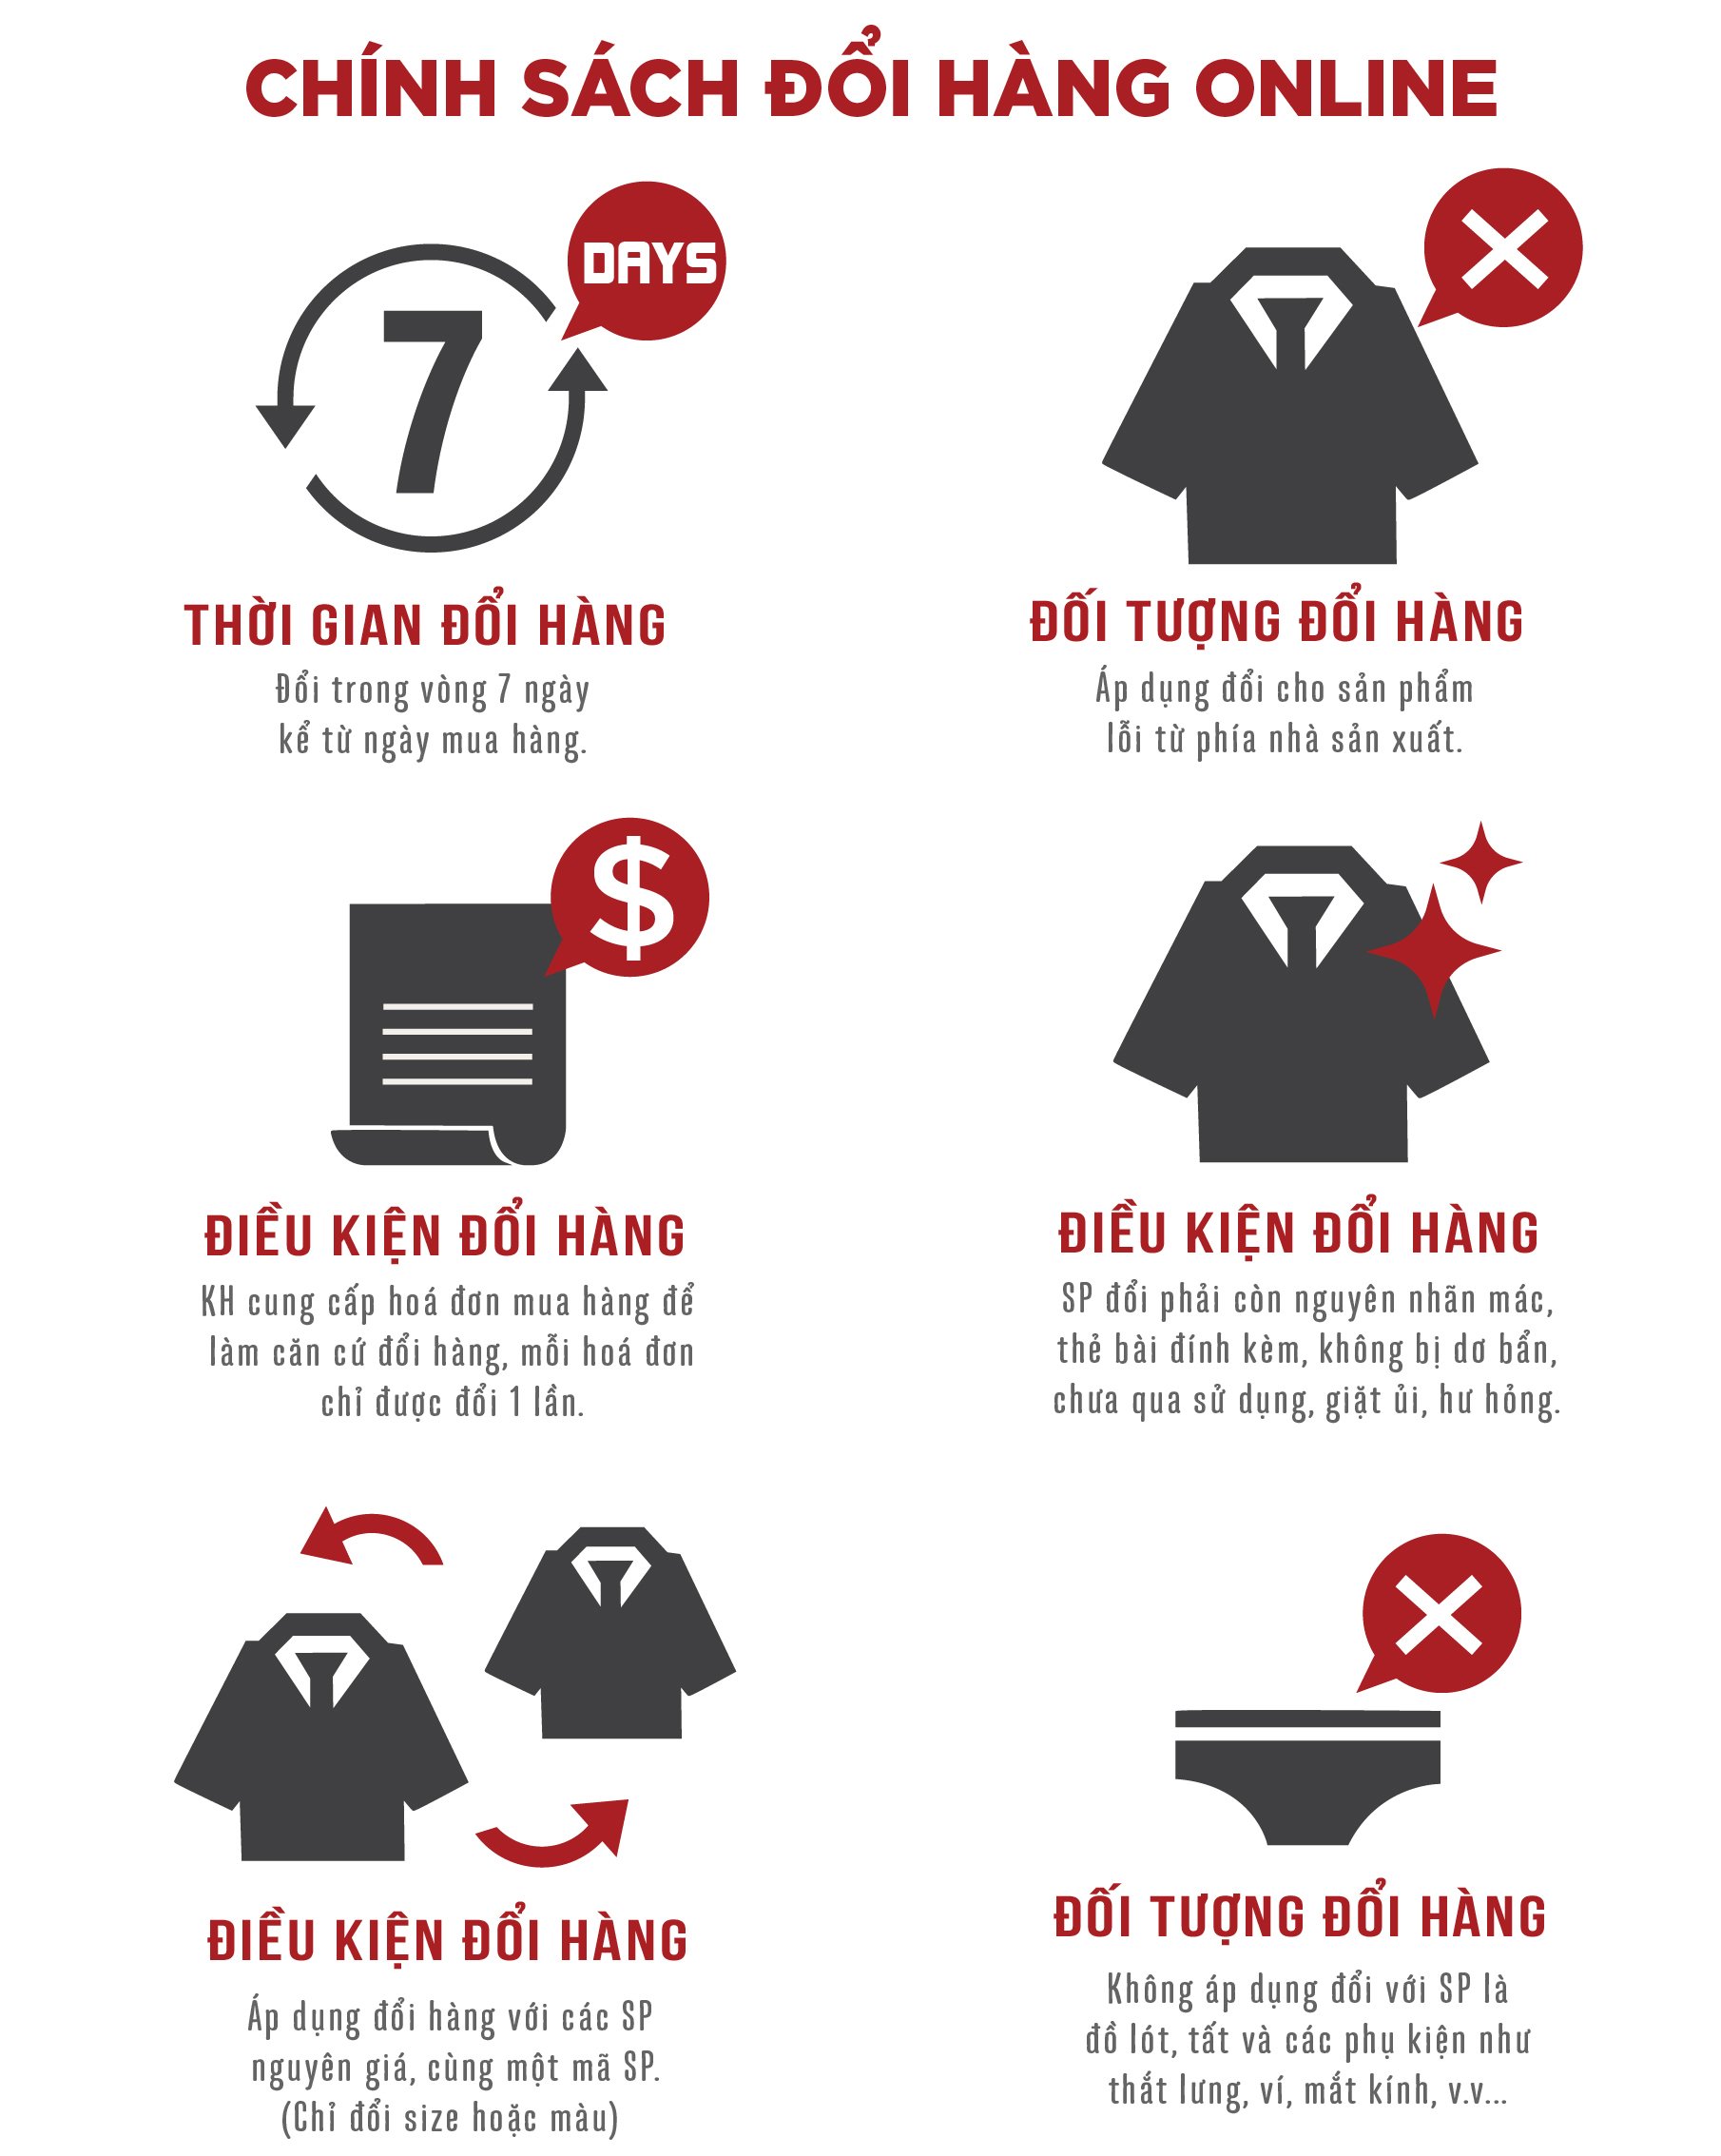 CHÍNH SÁCH ĐỔI HÀNG ONLINE
7
DAYS
THỜI GIAN ĐỔI HÀNG
Đổi trong vòng 7 ngày
kể từ ngày mua hàng.
ĐỐI TƯỢNG ĐỔI HÀNG
Áp dụng đổi cho sản phẩm
lỗi từ phía nhà sản xuất.
$
ĐIỀU KIỆN ĐỔI HÀNG
KH cung cấp hoá đơn mua hàng để
làm căn cứ đổi hàng, mỗi hoá đơn
chỉ được đổi 1 lần.
ĐIỀU KIỆN ĐỔI HÀNG
SP đổi phải còn nguyên nhãn mác,
thẻ bài đính kèm, không bị dơ bẩn,
chưa qua sử dụng, giặt ủi, hư hỏng.
ĐIỀU KIỆN ĐỔI HÀNG
Áp dụng đổi hàng với các SP
nguyên giá, cùng một mã SP.
(Chỉ đổi size hoặc màu)
ĐỐI TƯỢNG ĐỔI HÀNG
Không áp dụng đổi với SP là
đồ lót, tất và các phụ kiện như
thắt lưng, ví, mắt kính, v.v...